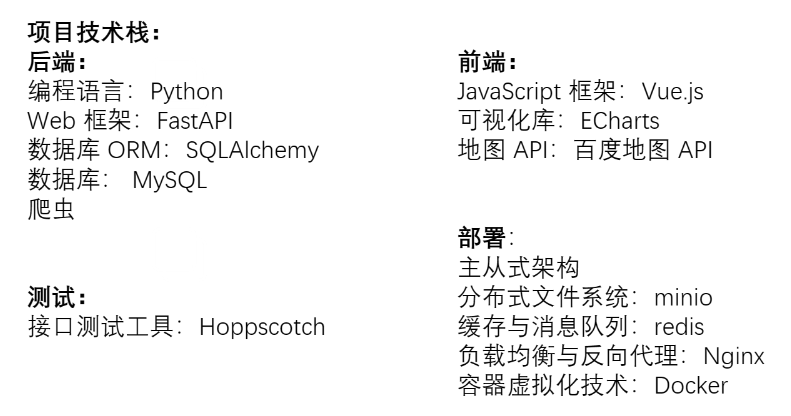 项目技术栈：
后端：
编程语言：Python
Web 框架：FastAPI
数据库 ORM：SQLAlchemy
数据库： MySQL
爬虫
测试：
接口测试工具：Hoppscotch
前端：
JavaScript 框架：Vue.js
可视化库：ECharts
地图 API：百度地图 API
部署：
主从式架构
分布式文件系统：minio
缓存与消息队列：redis
负载均衡与反向代理：Nginx
容器虚拟化技术：Docker